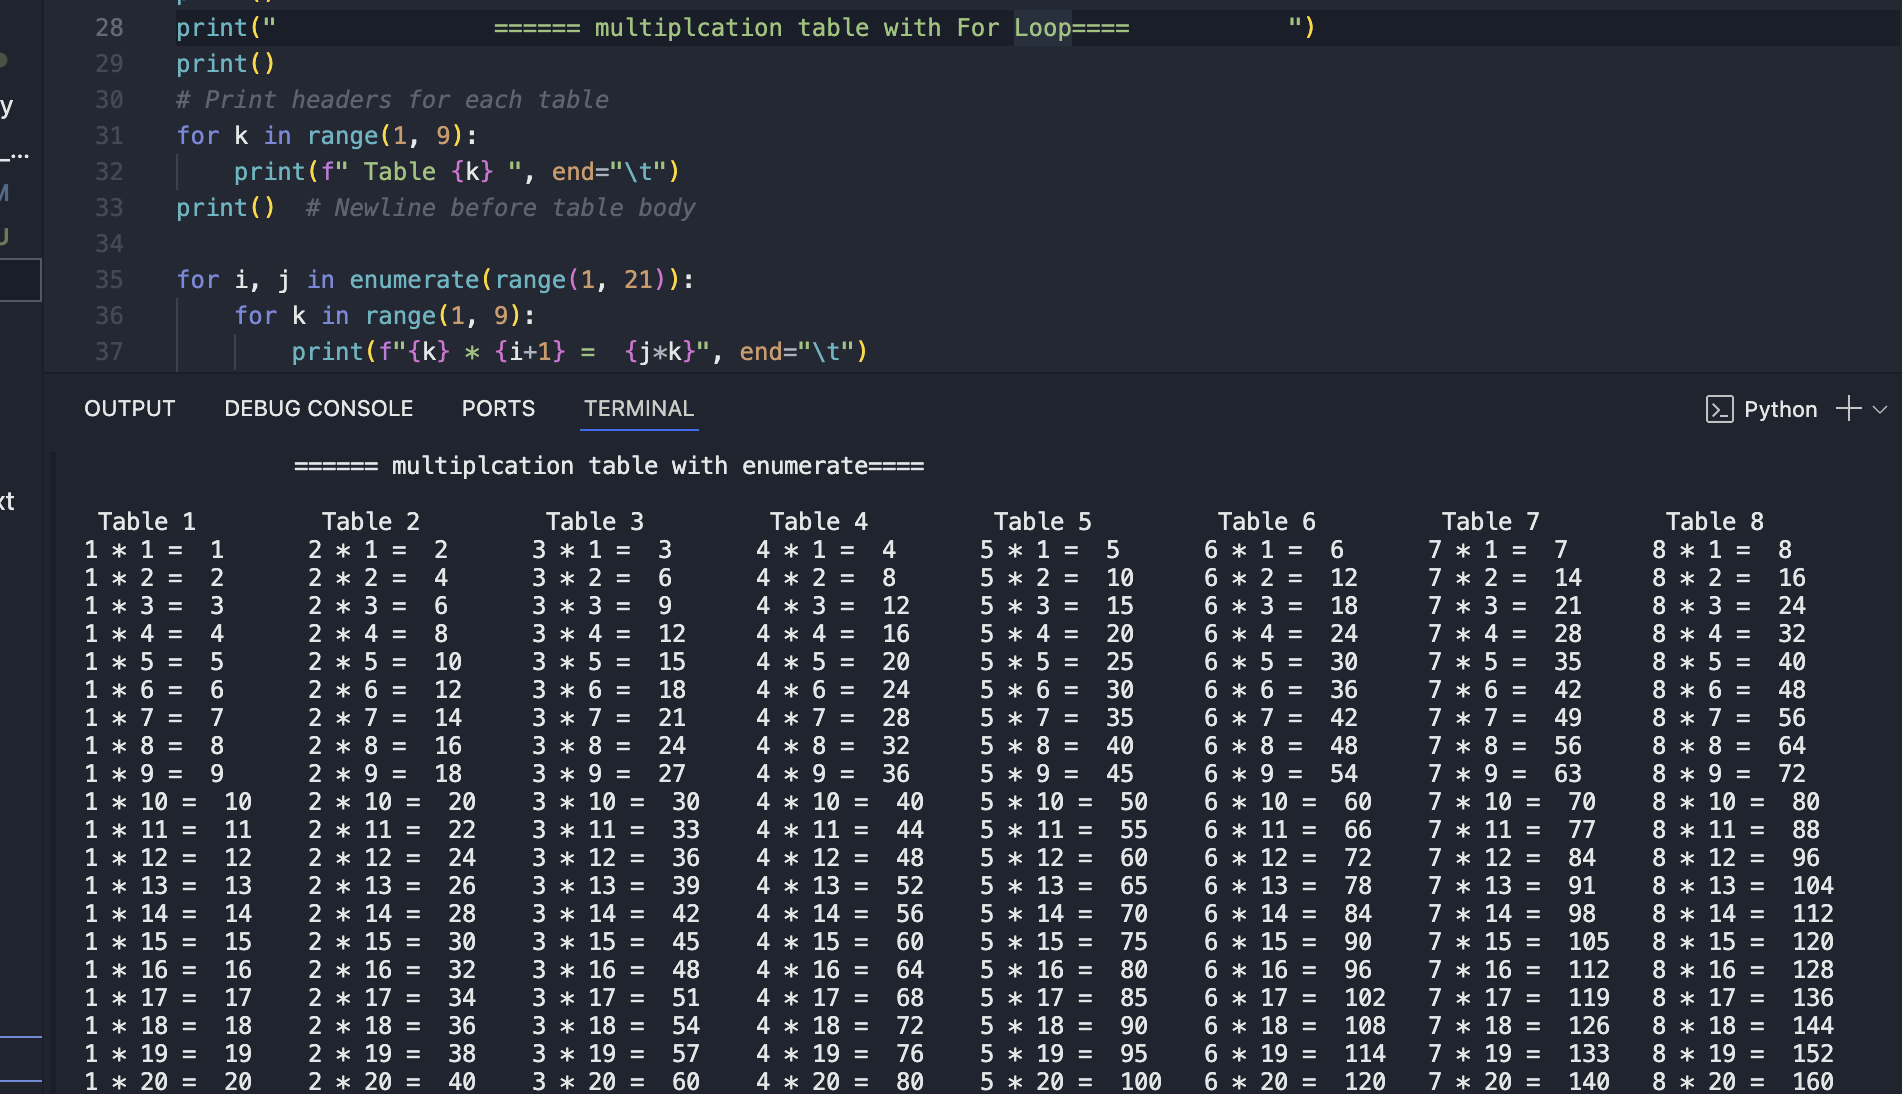 28 print("               ====== multiplcation table with For Loop====           ")
29 print()
30 # Print headers for each table
31 for k in range(1, 9):
32     print(f" Table {k} ", end="\t")
33 print()  # Newline before table body
34
35 for i, j in enumerate(range(1, 21)):
36     for k in range(1, 9):
37         print(f"{k} * {i+1} =  {j*k}", end="\t")
y
_...
M
U
xt
OUTPUT DEBUG CONSOLE PORTS TERMINAL Python
====== multiplcation table with enumerate====
Table 1 Table 2 Table 3 Table 4 Table 5 Table 6 Table 7 Table 8
1 * 1 =  1 2 * 1 =  2 3 * 1 =  3 4 * 1 =  4 5 * 1 =  5 6 * 1 =  6 7 * 1 =  7 8 * 1 =  8
1 * 2 =  2 2 * 2 =  4 3 * 2 =  6 4 * 2 =  8 5 * 2 =  10 6 * 2 =  12 7 * 2 =  14 8 * 2 =  16
1 * 3 =  3 2 * 3 =  6 3 * 3 =  9 4 * 3 =  12 5 * 3 =  15 6 * 3 =  18 7 * 3 =  21 8 * 3 =  24
1 * 4 =  4 2 * 4 =  8 3 * 4 =  12 4 * 4 =  16 5 * 4 =  20 6 * 4 =  24 7 * 4 =  28 8 * 4 =  32
1 * 5 =  5 2 * 5 =  10 3 * 5 =  15 4 * 5 =  20 5 * 5 =  25 6 * 5 =  30 7 * 5 =  35 8 * 5 =  40
1 * 6 =  6 2 * 6 =  12 3 * 6 =  18 4 * 6 =  24 5 * 6 =  30 6 * 6 =  36 7 * 6 =  42 8 * 6 =  48
1 * 7 =  7 2 * 7 =  14 3 * 7 =  21 4 * 7 =  28 5 * 7 =  35 6 * 7 =  42 7 * 7 =  49 8 * 7 =  56
1 * 8 =  8 2 * 8 =  16 3 * 8 =  24 4 * 8 =  32 5 * 8 =  40 6 * 8 =  48 7 * 8 =  56 8 * 8 =  64
1 * 9 =  9 2 * 9 =  18 3 * 9 =  27 4 * 9 =  36 5 * 9 =  45 6 * 9 =  54 7 * 9 =  63 8 * 9 =  72
1 * 10 =  10 2 * 10 =  20 3 * 10 =  30 4 * 10 =  40 5 * 10 =  50 6 * 10 =  60 7 * 10 =  70 8 * 10 =  80
1 * 11 =  11 2 * 11 =  22 3 * 11 =  33 4 * 11 =  44 5 * 11 =  55 6 * 11 =  66 7 * 11 =  77 8 * 11 =  88
1 * 12 =  12 2 * 12 =  24 3 * 12 =  36 4 * 12 =  48 5 * 12 =  60 6 * 12 =  72 7 * 12 =  84 8 * 12 =  96
1 * 13 =  13 2 * 13 =  26 3 * 13 =  39 4 * 13 =  52 5 * 13 =  65 6 * 13 =  78 7 * 13 =  91 8 * 13 =  104
1 * 14 =  14 2 * 14 =  28 3 * 14 =  42 4 * 14 =  56 5 * 14 =  70 6 * 14 =  84 7 * 14 =  98 8 * 14 =  112
1 * 15 =  15 2 * 15 =  30 3 * 15 =  45 4 * 15 =  60 5 * 15 =  75 6 * 15 =  90 7 * 15 =  105 8 * 15 =  120
1 * 16 =  16 2 * 16 =  32 3 * 16 =  48 4 * 16 =  64 5 * 16 =  80 6 * 16 =  96 7 * 16 =  112 8 * 16 =  128
1 * 17 =  17 2 * 17 =  34 3 * 17 =  51 4 * 17 =  68 5 * 17 =  85 6 * 17 =  102 7 * 17 =  119 8 * 17 =  136
1 * 18 =  18 2 * 18 =  36 3 * 18 =  54 4 * 18 =  72 5 * 18 =  90 6 * 18 =  108 7 * 18 =  126 8 * 18 =  144
1 * 19 =  19 2 * 19 =  38 3 * 19 =  57 4 * 19 =  76 5 * 19 =  95 6 * 19 =  114 7 * 19 =  133 8 * 19 =  152
1 * 20 =  20 2 * 20 =  40 3 * 20 =  60 4 * 20 =  80 5 * 20 =  100 6 * 20 =  120 7 * 20 =  140 8 * 20 =  160